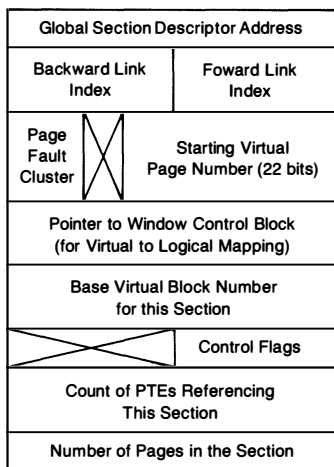 Global Section Descriptor Address
Backward Link
Index
Foward Link
Index
Page
Fault
Cluster
Starting Virtual
Page Number (22 bits)
Pointer to Window Control Block
(for Virtual to Logical Mapping)
Base Virtual Block Number
for this Section
Control Flags
Count of PTEs Referencing
This Section
Number of Pages in the Section